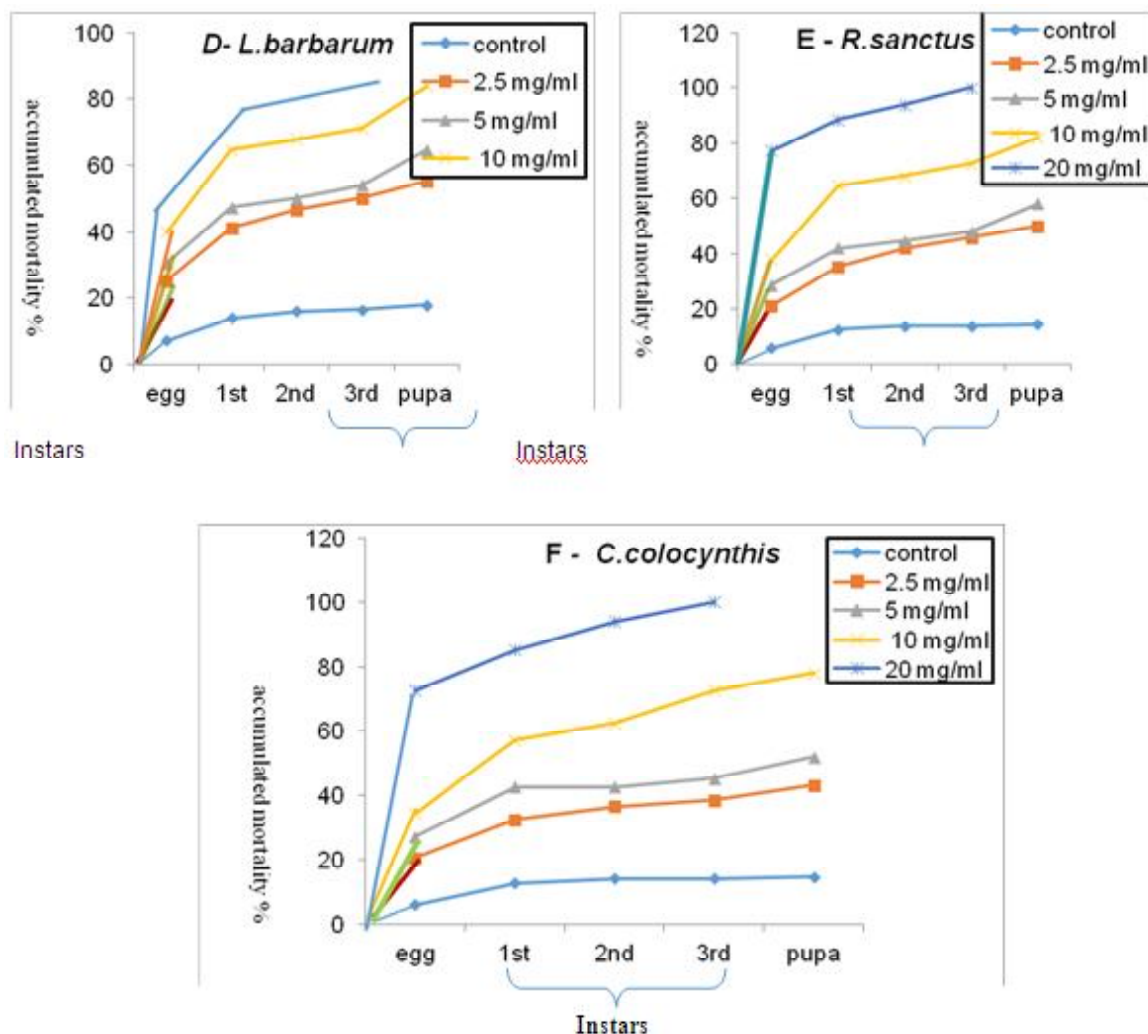 D- L.barbarum
control
2.5 mg/ml
5 mg/ml
10 mg/ml
accumulated mortality %
100
80
60
40
20
0
egg 1st 2nd 3rd pupa
Instars
E - R.sanctus
control
2.5 mg/ml
5 mg/ml
10 mg/ml
20 mg/ml
accumulated mortality %
120
100
80
60
40
20
0
egg 1st 2nd 3rd pupa
Instars
F - C.colocynthis
control
2.5 mg/ml
5 mg/ml
10 mg/ml
20 mg/ml
accumulated mortality %
120
100
80
60
40
20
0
egg 1st 2nd 3rd pupa
Instars